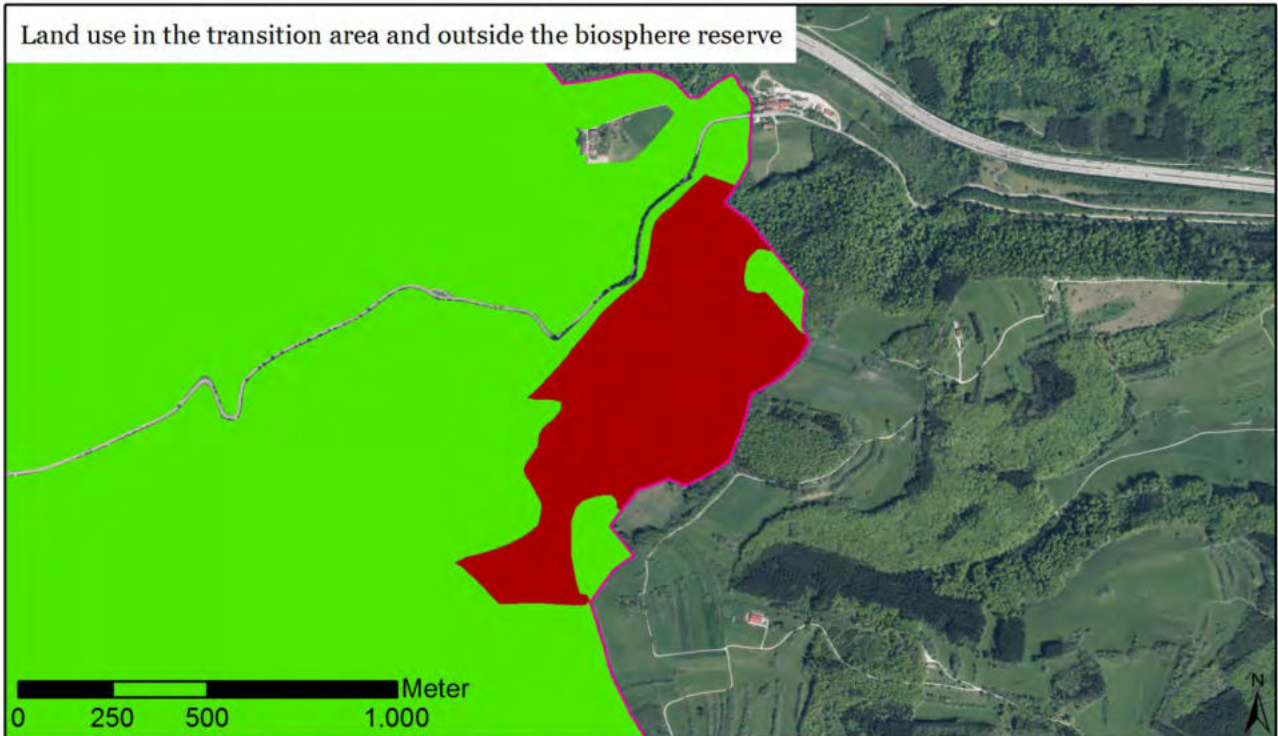 Land use in the transition area and outside the biosphere reserve
Meter
0 250 500 1.000
N